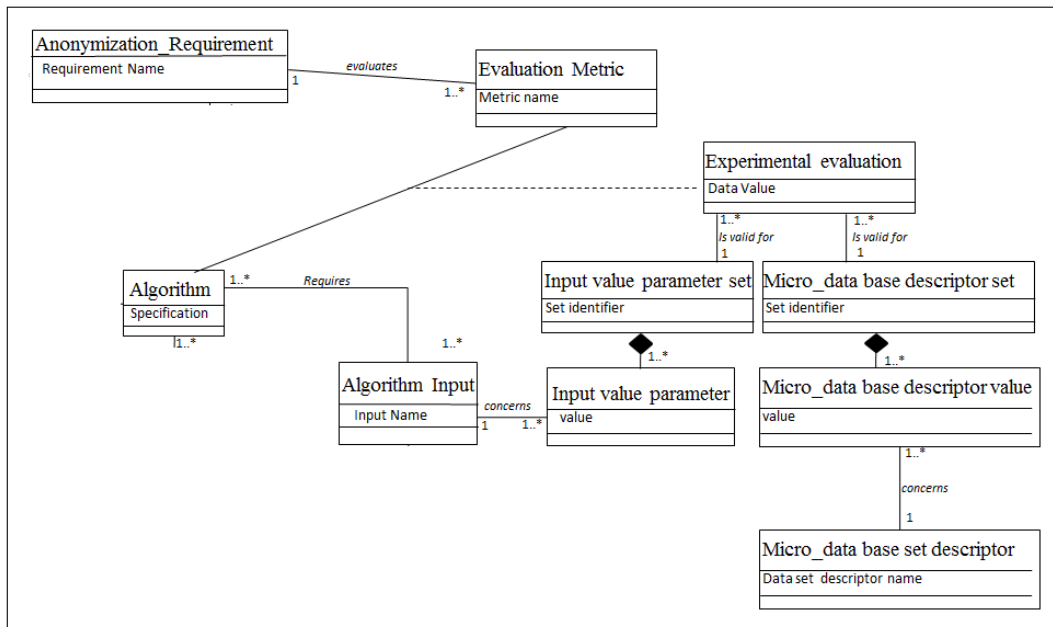 Anonymization_Requirement
Requirement Name
evaluates
1
1..*
Evaluation Metric
Metric name
Experimental evaluation
Data Value
1..*
1..*
Is valid for
Is valid for
1
1
Algorithm
Specification
1..*
1..*
Requires
1..*
Input value parameter set
Set identifier
Micro_data base descriptor set
Set identifier
1..*
1..*
Algorithm Input
Input Name
concerns
1
1..*
Input value parameter
value
Micro_data base descriptor value
value
1..*
concerns
1
Micro_data base set descriptor
Data set descriptor name